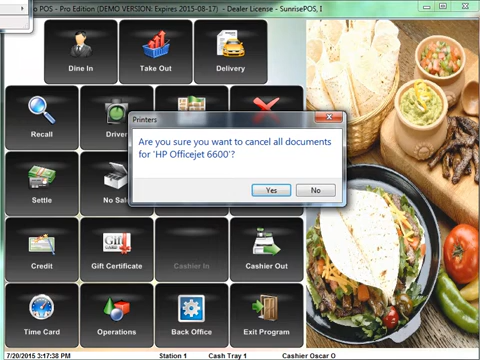 o POS - Pro Edition (DEMO VERSION: Expires 2015-08-17) - Dealer License - SunrisePOS, I
Dine In
Take Out
Delivery
Recall
Driver
Printers
Are you sure you want to cancel all documents
for 'HP Officejet 6600'?
Yes
No
Settle
No Sale
Credit
Gift
Certificate
Gift Certificate
Cashier In
Cashier Out
Time Card
Operations
Back Office
Exit Program
7/20/2015 3:17:38 PM
Station 1
Cash Tray 1
Cashier Oscar O